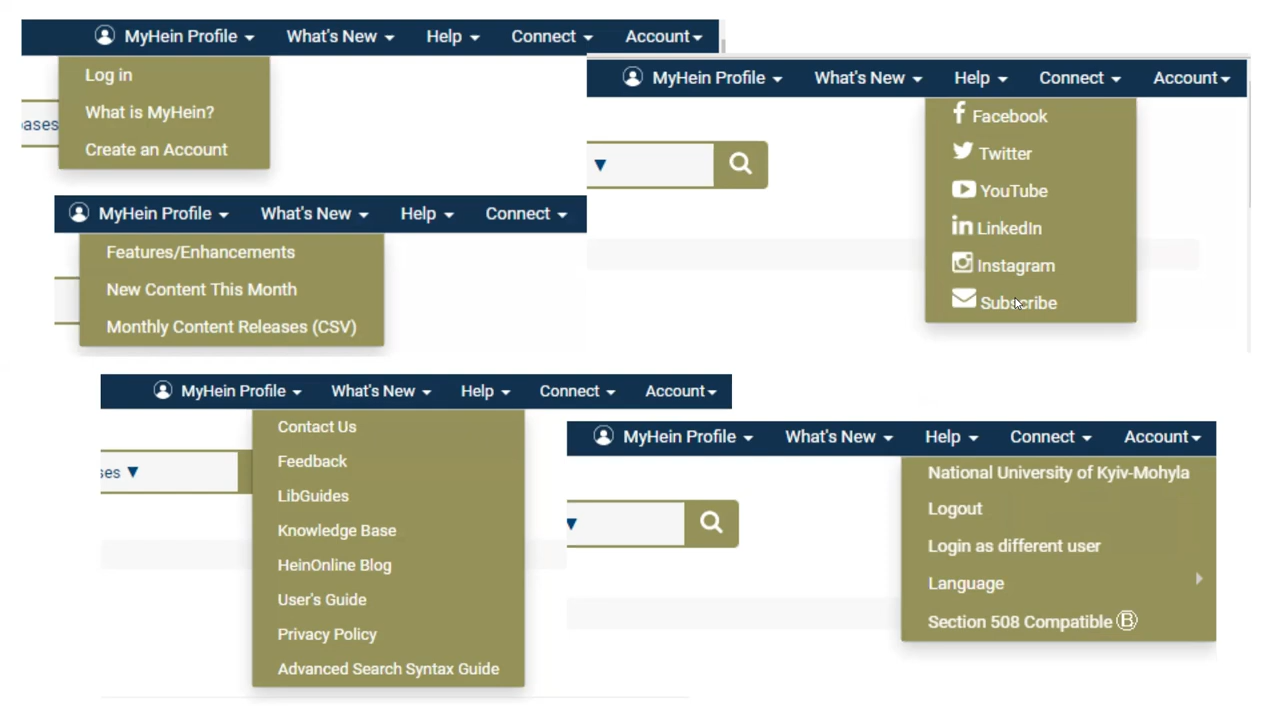 MyHein Profile What's New Help Connect Account
Log in
What is MyHein?
Create an Account
ases
MyHein Profile What's New Help Connect Account
Facebook
Twitter
YouTube
LinkedIn
Instagram
Subscribe
MyHein Profile What's New Help Connect
Features/Enhancements
New Content This Month
Monthly Content Releases (CSV)
MyHein Profile What's New Help Connect Account
ses
Contact Us
Feedback
LibGuides
Knowledge Base
HeinOnline Blog
User's Guide
Privacy Policy
Advanced Search Syntax Guide
MyHein Profile What's New Help Connect Account
National University of Kyiv-Mohyla
Logout
Login as different user
Language
Section 508 Compatible Ⓑ